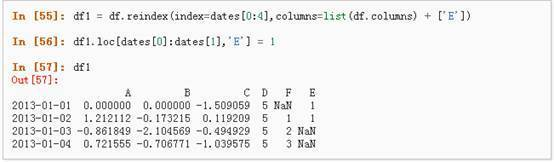 In [55]: df1 = df.reindex(index=dates[0:4],columns=list(df.columns) + ['E'])
In [56]: df1.loc[dates[0]:dates[1],'E'] = 1
In [57]: df1
Out[57]:
A B C D F E
2013-01-01 0.000000 0.000000 -1.509059 5 NaN 1
2013-01-02 1.212112 -0.173215 0.119209 5 1 1
2013-01-03 -0.861849 -2.104569 -0.494929 5 2 NaN
2013-01-04 0.721555 -0.706771 -1.039575 5 3 NaN